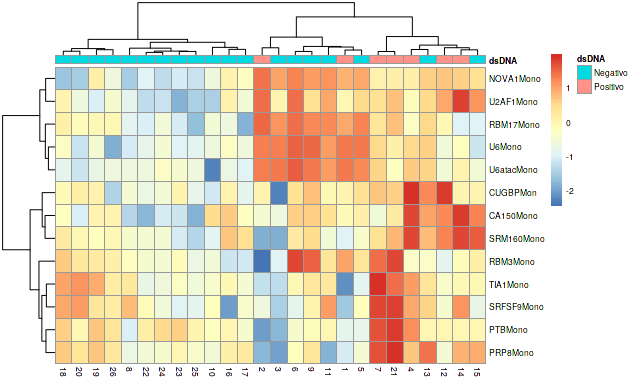 dsDNA
NOVA1Mono
U2AF1Mono
RBM17Mono
U6Mono
U6atacMono
CUGBPMon
CA150Mono
SRM160Mono
RBM3Mono
TIA1Mono
SRFSF9Mono
PTBMono
PRP8Mono
18 20 19 26 8 22 24 23 25 10 16 17 2 3 6 9 11 1 5 7 21 4 13 12 14 15
1
0
-1
-2
dsDNA
Negativo
Positivo